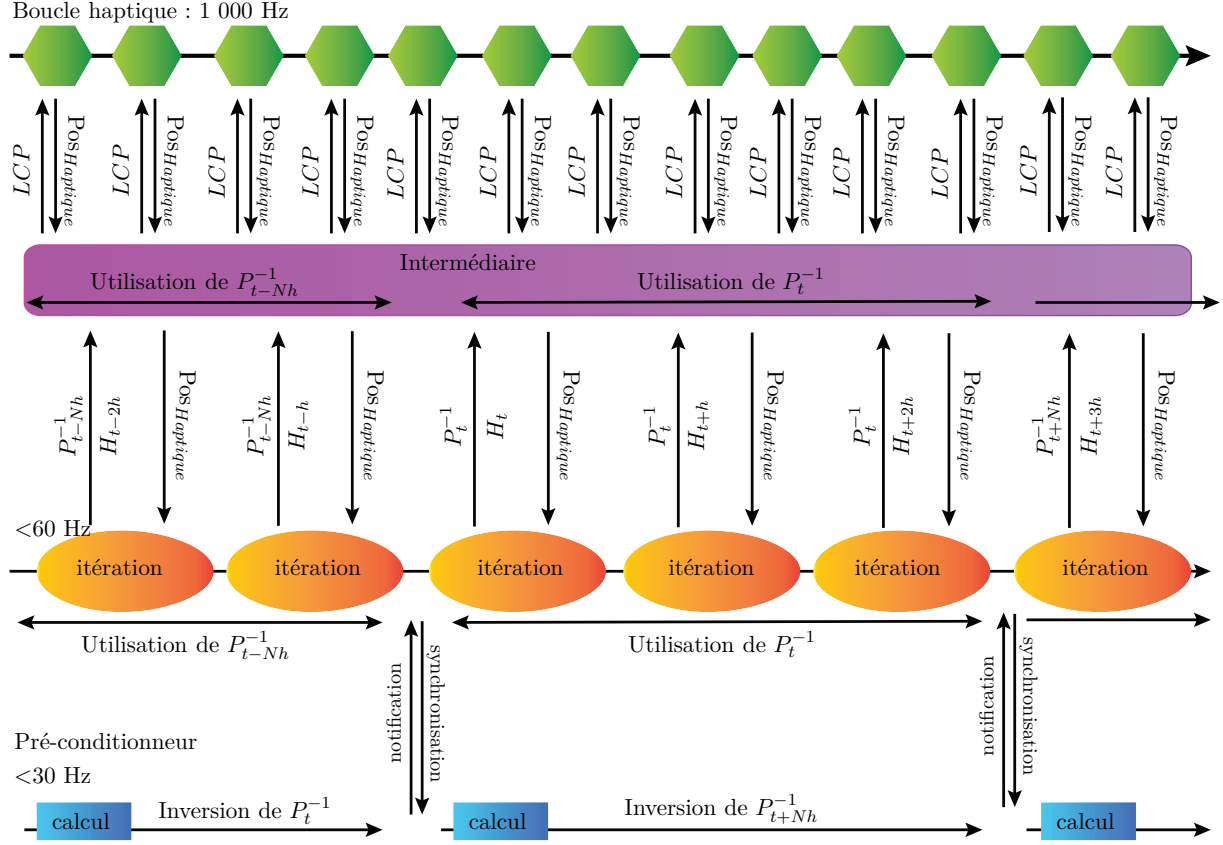 Boucle haptique : 1 000 Hz
LCP Pos_Haptique LCP Pos_Haptique LCP Pos_Haptique LCP Pos_Haptique LCP Pos_Haptique LCP Pos_Haptique LCP Pos_Haptique LCP Pos_Haptique LCP Pos_Haptique LCP Pos_Haptique LCP Pos_Haptique LCP Pos_Haptique LCP Pos_Haptique
Intermédiaire
Utilisation de P_{t−Nh}^{−1} Utilisation de P_t^{−1}
P_{t−Nh}^{−1} H_{t−2h} Pos_Haptique P_{t−Nh}^{−1} H_{t−h} Pos_Haptique P_t^{−1} H_t Pos_Haptique P_t^{−1} H_{t+h} Pos_Haptique P_t^{−1} H_{t+2h} Pos_Haptique P_{t+Nh}^{−1} H_{t+3h} Pos_Haptique
<60 Hz
itération itération itération itération itération itération
Utilisation de P_{t−Nh}^{−1} Utilisation de P_t^{−1}
notification synchronisation notification synchronisation
Pré-conditionneur
<30 Hz
calcul Inversion de P_t^{−1} calcul Inversion de P_{t+Nh}^{−1} calcul